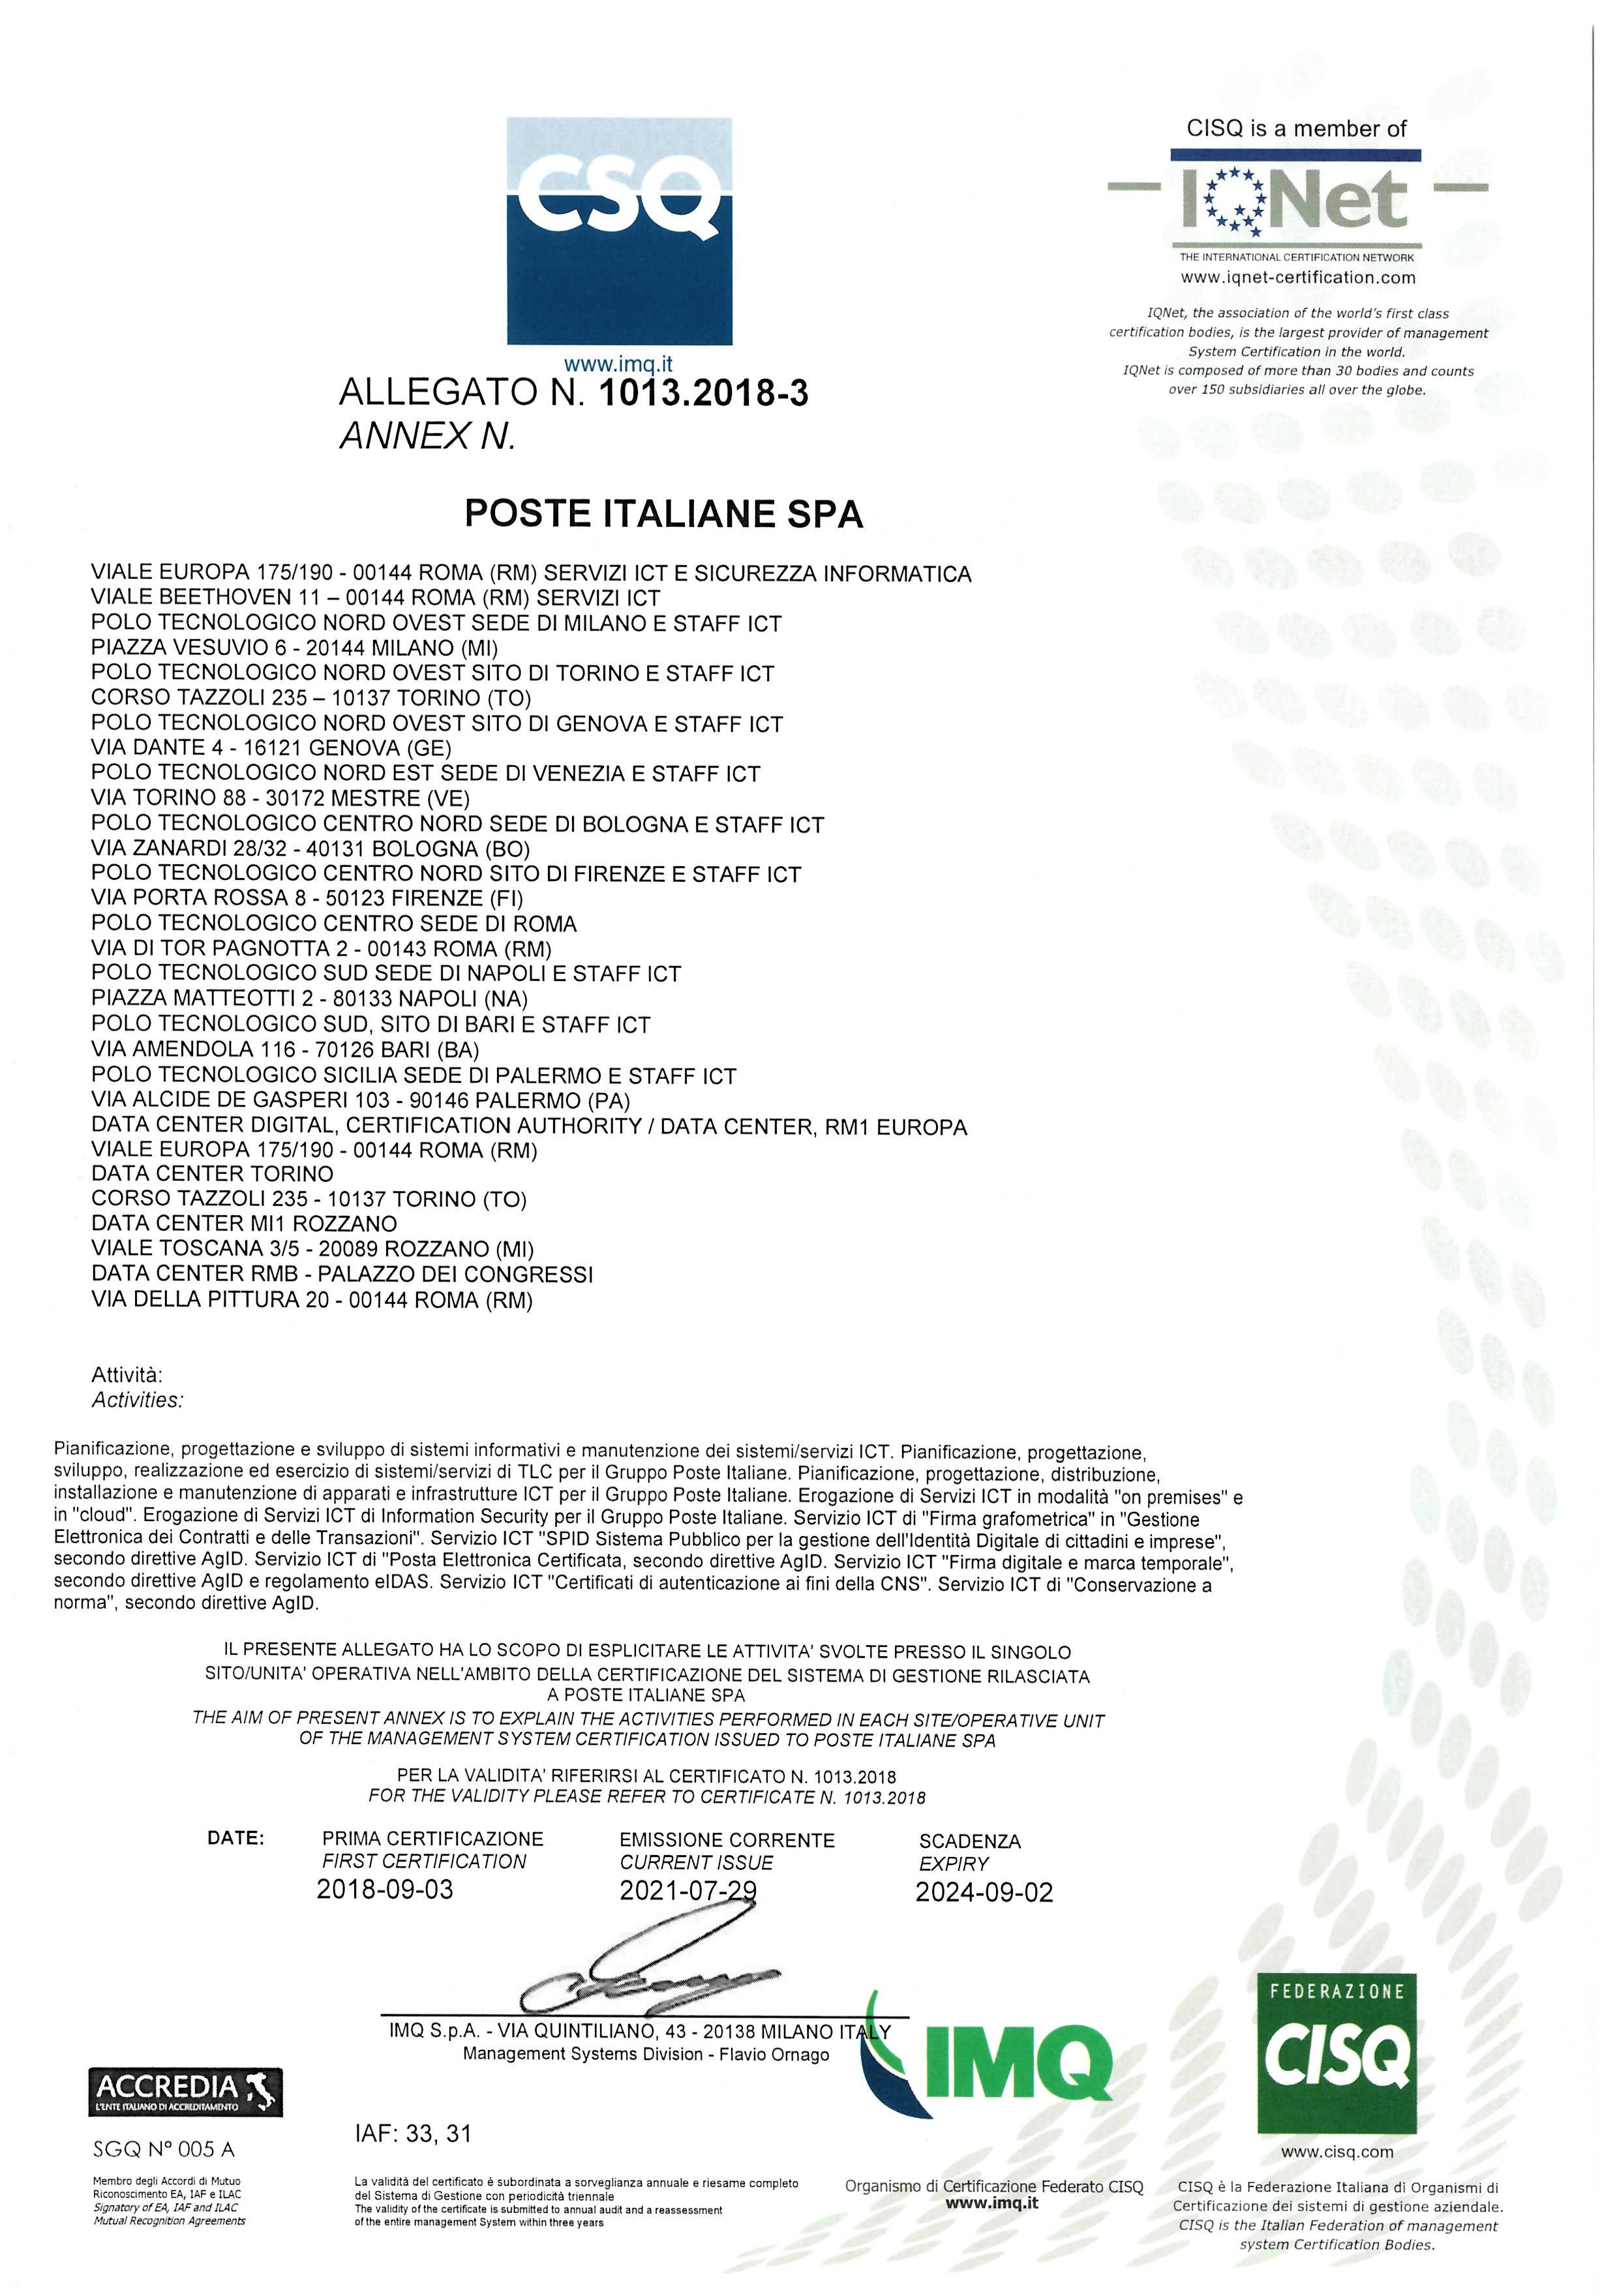 CSQ
www.imq.it
CISQ is a member of
IQNet
THE INTERNATIONAL CERTIFICATION NETWORK
www.iqnet-certification.com
IQNet, the association of the world's first class
certification bodies, is the largest provider of management
System Certification in the world.
IQNet is composed of more than 30 bodies and counts
over 150 subsidiaries all over the globe.
ALLEGATO N. 1013.2018-3
ANNEX N.
POSTE ITALIANE SPA
VIALE EUROPA 175/190 - 00144 ROMA (RM) SERVIZI ICT E SICUREZZA INFORMATICA
VIALE BEETHOVEN 11 – 00144 ROMA (RM) SERVIZI ICT
POLO TECNOLOGICO NORD OVEST SEDE DI MILANO E STAFF ICT
PIAZZA VESUVIO 6 - 20144 MILANO (MI)
POLO TECNOLOGICO NORD OVEST SITO DI TORINO E STAFF ICT
CORSO TAZZOLI 235 – 10137 TORINO (TO)
POLO TECNOLOGICO NORD OVEST SITO DI GENOVA E STAFF ICT
VIA DANTE 4 - 16121 GENOVA (GE)
POLO TECNOLOGICO NORD EST SEDE DI VENEZIA E STAFF ICT
VIA TORINO 88 - 30172 MESTRE (VE)
POLO TECNOLOGICO CENTRO NORD SEDE DI BOLOGNA E STAFF ICT
VIA ZANARDI 28/32 - 40131 BOLOGNA (BO)
POLO TECNOLOGICO CENTRO NORD SITO DI FIRENZE E STAFF ICT
VIA PORTA ROSSA 8 - 50123 FIRENZE (FI)
POLO TECNOLOGICO CENTRO SEDE DI ROMA
VIA DI TOR PAGNOTTA 2 - 00143 ROMA (RM)
POLO TECNOLOGICO SUD SEDE DI NAPOLI E STAFF ICT
PIAZZA MATTEOTTI 2 - 80133 NAPOLI (NA)
POLO TECNOLOGICO SUD, SITO DI BARI E STAFF ICT
VIA AMENDOLA 116 - 70126 BARI (BA)
POLO TECNOLOGICO SICILIA SEDE DI PALERMO E STAFF ICT
VIA ALCIDE DE GASPERI 103 - 90146 PALERMO (PA)
DATA CENTER DIGITAL, CERTIFICATION AUTHORITY / DATA CENTER, RM1 EUROPA
VIALE EUROPA 175/190 - 00144 ROMA (RM)
DATA CENTER TORINO
CORSO TAZZOLI 235 - 10137 TORINO (TO)
DATA CENTER MI1 ROZZANO
VIALE TOSCANA 3/5 - 20089 ROZZANO (MI)
DATA CENTER RMB - PALAZZO DEI CONGRESSI
VIA DELLA PITTURA 20 - 00144 ROMA (RM)
Attività:
Activities:
Pianificazione, progettazione e sviluppo di sistemi informativi e manutenzione dei sistemi/servizi ICT. Pianificazione, progettazione,
sviluppo, realizzazione ed esercizio di sistemi/servizi di TLC per il Gruppo Poste Italiane. Pianificazione, progettazione, distribuzione,
installazione e manutenzione di apparati e infrastrutture ICT per il Gruppo Poste Italiane. Erogazione di Servizi ICT in modalità "on premises" e
in "cloud". Erogazione di Servizi ICT di Information Security per il Gruppo Poste Italiane. Servizio ICT di "Firma grafometrica" in "Gestione
Elettronica dei Contratti e delle Transazioni". Servizio ICT "SPID Sistema Pubblico per la gestione dell'Identità Digitale di cittadini e imprese",
secondo direttive AgID. Servizio ICT di "Posta Elettronica Certificata, secondo direttive AgID. Servizio ICT "Firma digitale e marca temporale",
secondo direttive AgID e regolamento eIDAS. Servizio ICT "Certificati di autenticazione ai fini della CNS". Servizio ICT di "Conservazione a
norma", secondo direttive AgID.
IL PRESENTE ALLEGATO HA LO SCOPO DI ESPLICITARE LE ATTIVITA' SVOLTE PRESSO IL SINGOLO
SITO/UNITA' OPERATIVA NELL'AMBITO DELLA CERTIFICAZIONE DEL SISTEMA DI GESTIONE RILASCIATA
A POSTE ITALIANE SPA
THE AIM OF PRESENT ANNEX IS TO EXPLAIN THE ACTIVITIES PERFORMED IN EACH SITE/OPERATIVE UNIT
OF THE MANAGEMENT SYSTEM CERTIFICATION ISSUED TO POSTE ITALIANE SPA
PER LA VALIDITA' RIFERIRSI AL CERTIFICATO N. 1013.2018
FOR THE VALIDITY PLEASE REFER TO CERTIFICATE N. 1013.2018
DATE: PRIMA CERTIFICAZIONE EMISSIONE CORRENTE SCADENZA
FIRST CERTIFICATION CURRENT ISSUE EXPIRY
2018-09-03 2021-07-29 2024-09-02
IMQ S.p.A. - VIA QUINTILIANO, 43 - 20138 MILANO ITALY
Management Systems Division - Flavio Ornago
IMQ
FEDERAZIONE
CISQ
www.cisq.com
ACCREDIA
L'ENTE ITALIANO DI ACCREDITAMENTO
SGQ N° 005 A
Membro degli Accordi di Mutuo
Riconoscimento EA, IAF e ILAC
Signatory of EA, IAF and ILAC
Mutual Recognition Agreements
IAF: 33, 31
La validità del certificato è subordinata a sorveglianza annuale e riesame completo
del Sistema di Gestione con periodicità triennale
The validity of the certificate is submitted to annual audit and a reassessment
of the entire management System within three years
Organismo di Certificazione Federato CISQ
www.imq.it
CISQ è la Federazione Italiana di Organismi di
Certificazione dei sistemi di gestione aziendale.
CISQ is the Italian Federation of management
system Certification Bodies.